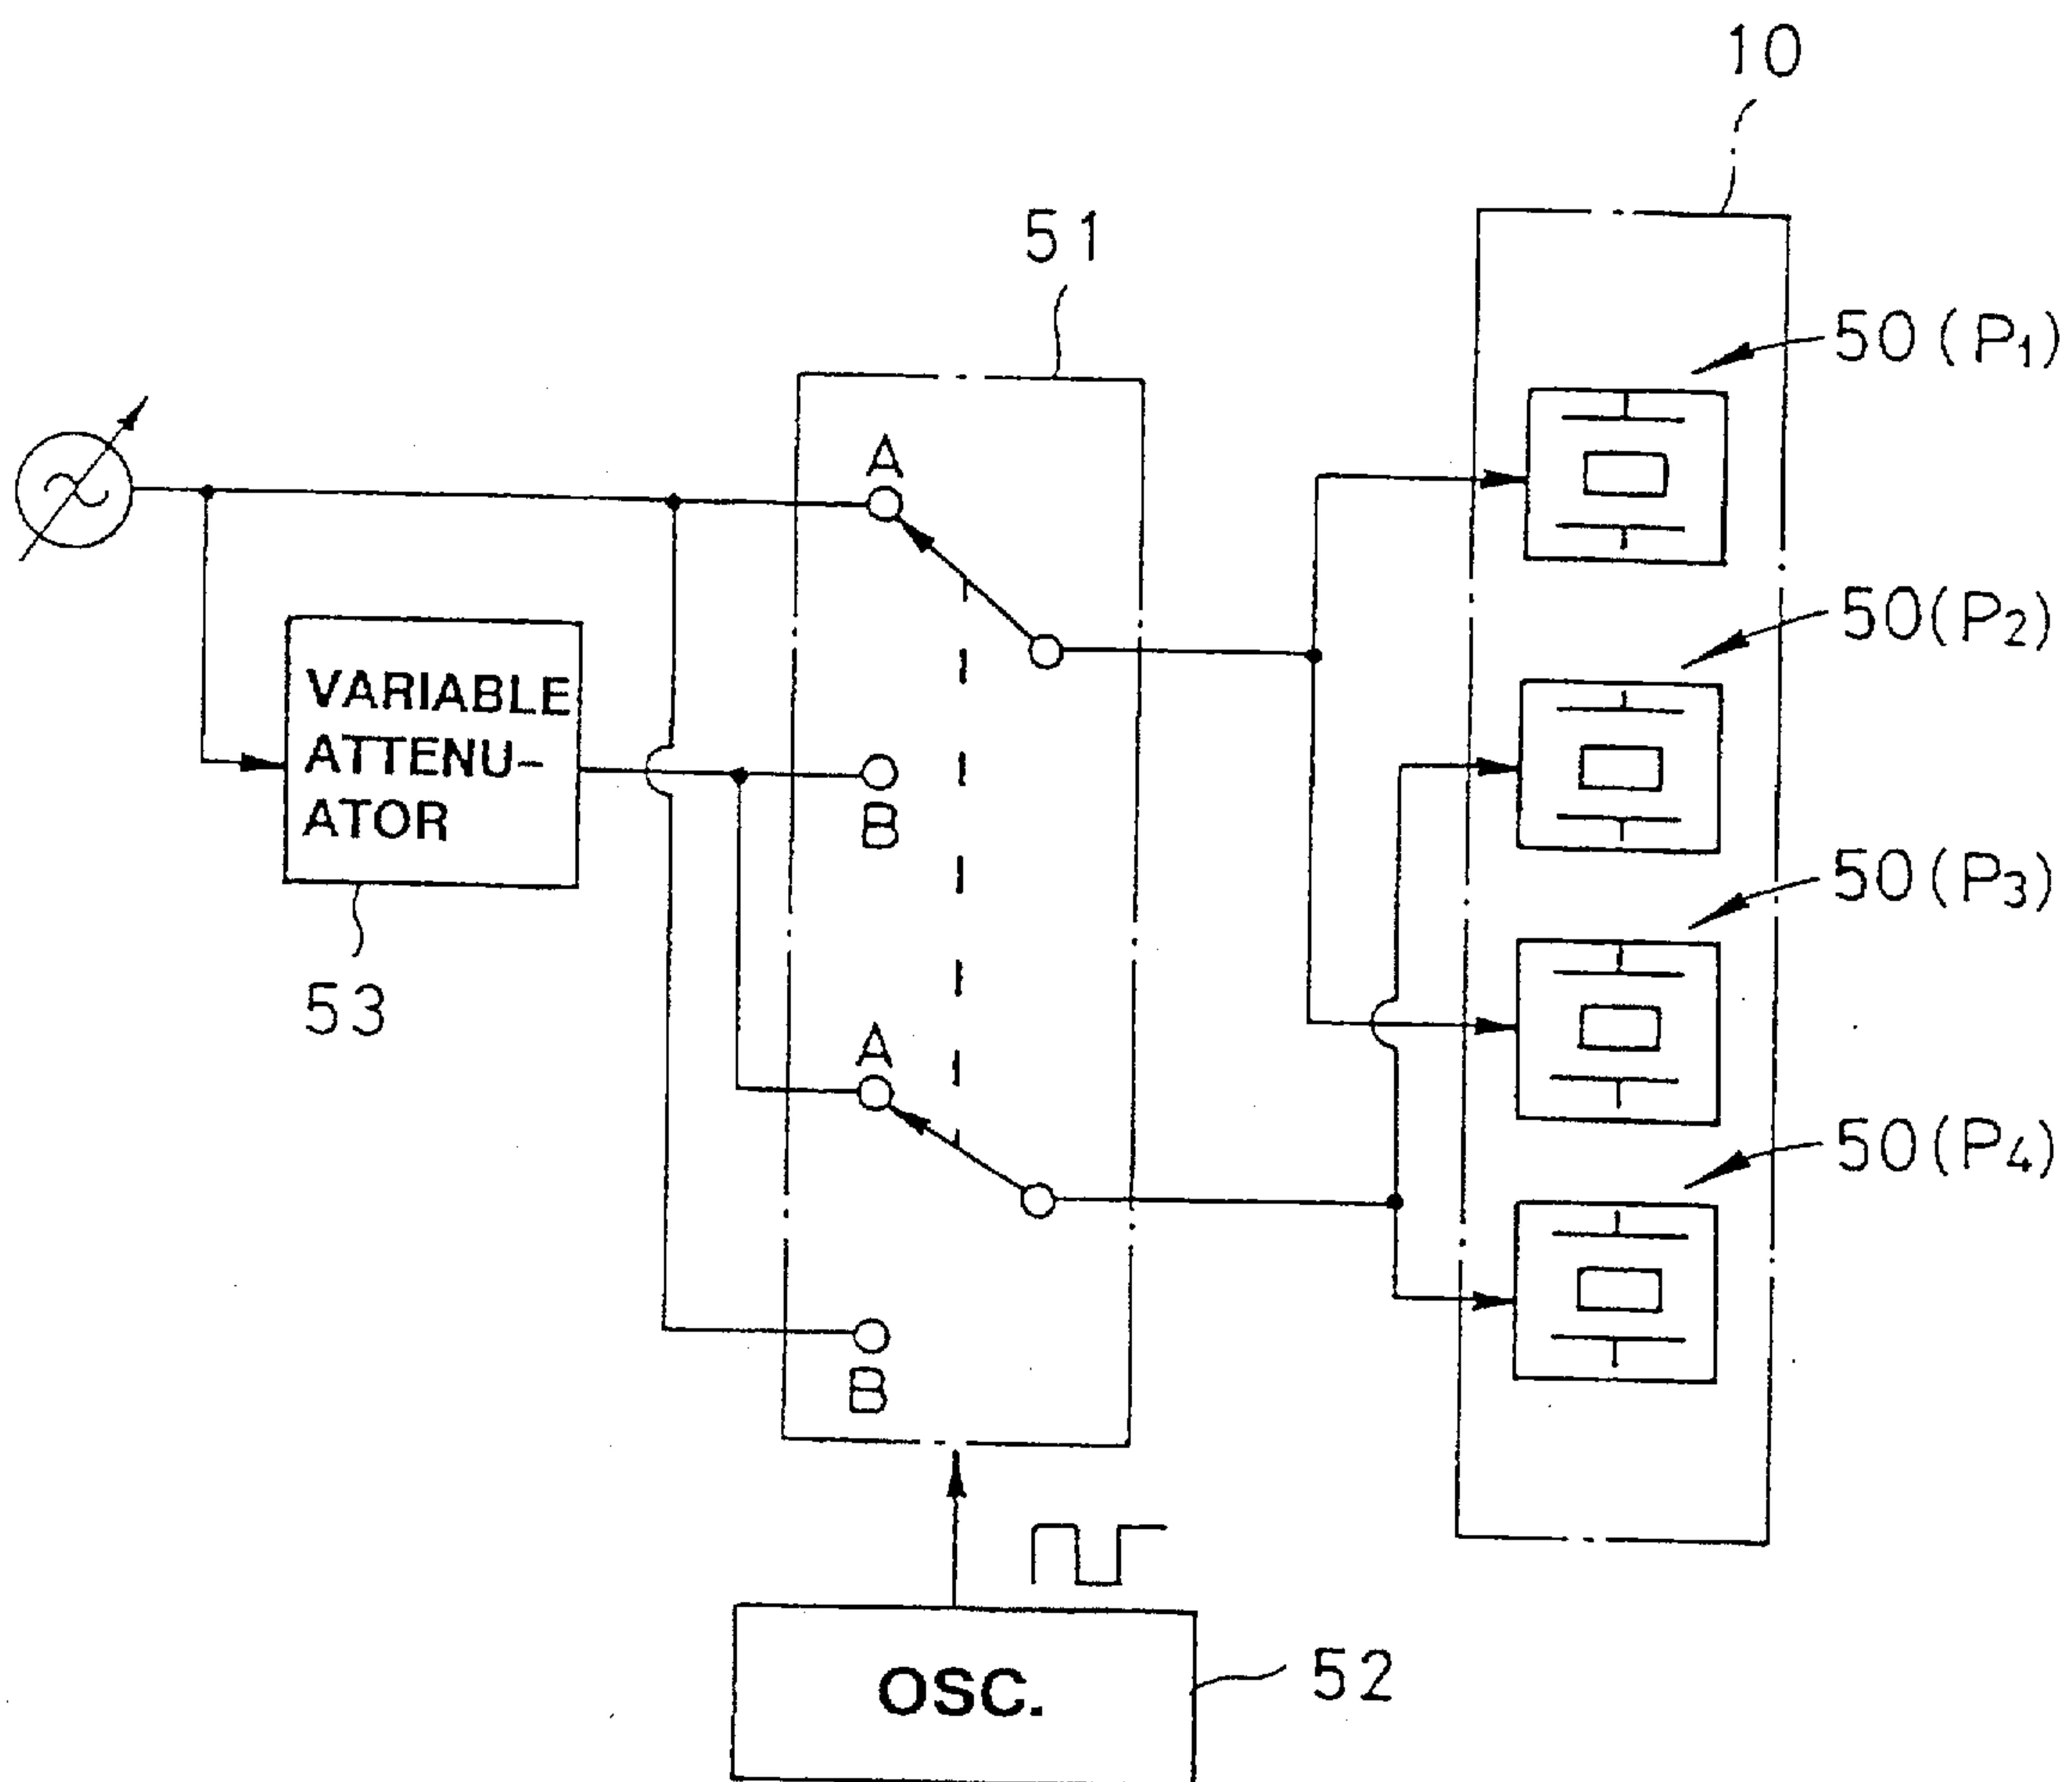 10
51
50 (P1)
A
50(P2)
VARIABLE
ATTENU-
ATOR
B
50(P3)
53
A
50(P4)
B
OSC.
52